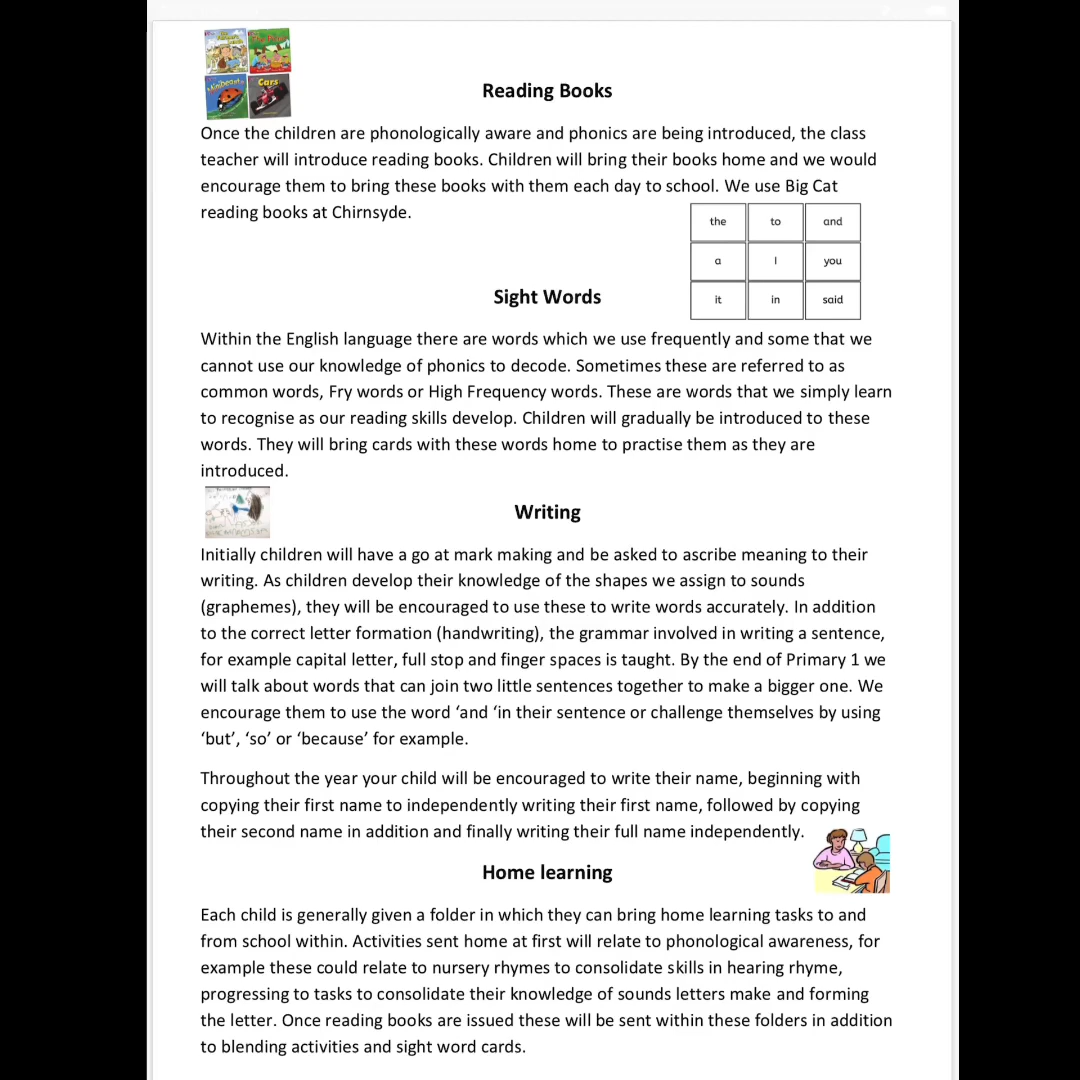 Minibeasts
Cars
Reading Books
Once the children are phonologically aware and phonics are being introduced, the class
teacher will introduce reading books. Children will bring their books home and we would
encourage them to bring these books with them each day to school. We use Big Cat
reading books at Chirnsyde.
the to and
a I you
it in said
Sight Words
Within the English language there are words which we use frequently and some that we
cannot use our knowledge of phonics to decode. Sometimes these are referred to as
common words, Fry words or High Frequency words. These are words that we simply learn
to recognise as our reading skills develop. Children will gradually be introduced to these
words. They will bring cards with these words home to practise them as they are
introduced.
Writing
Initially children will have a go at mark making and be asked to ascribe meaning to their
writing. As children develop their knowledge of the shapes we assign to sounds
(graphemes), they will be encouraged to use these to write words accurately. In addition
to the correct letter formation (handwriting), the grammar involved in writing a sentence,
for example capital letter, full stop and finger spaces is taught. By the end of Primary 1 we
will talk about words that can join two little sentences together to make a bigger one. We
encourage them to use the word ‘and ‘in their sentence or challenge themselves by using
‘but’, ‘so’ or ‘because’ for example.
Throughout the year your child will be encouraged to write their name, beginning with
copying their first name to independently writing their first name, followed by copying
their second name in addition and finally writing their full name independently.
Home learning
Each child is generally given a folder in which they can bring home learning tasks to and
from school within. Activities sent home at first will relate to phonological awareness, for
example these could relate to nursery rhymes to consolidate skills in hearing rhyme,
progressing to tasks to consolidate their knowledge of sounds letters make and forming
the letter. Once reading books are issued these will be sent within these folders in addition
to blending activities and sight word cards.